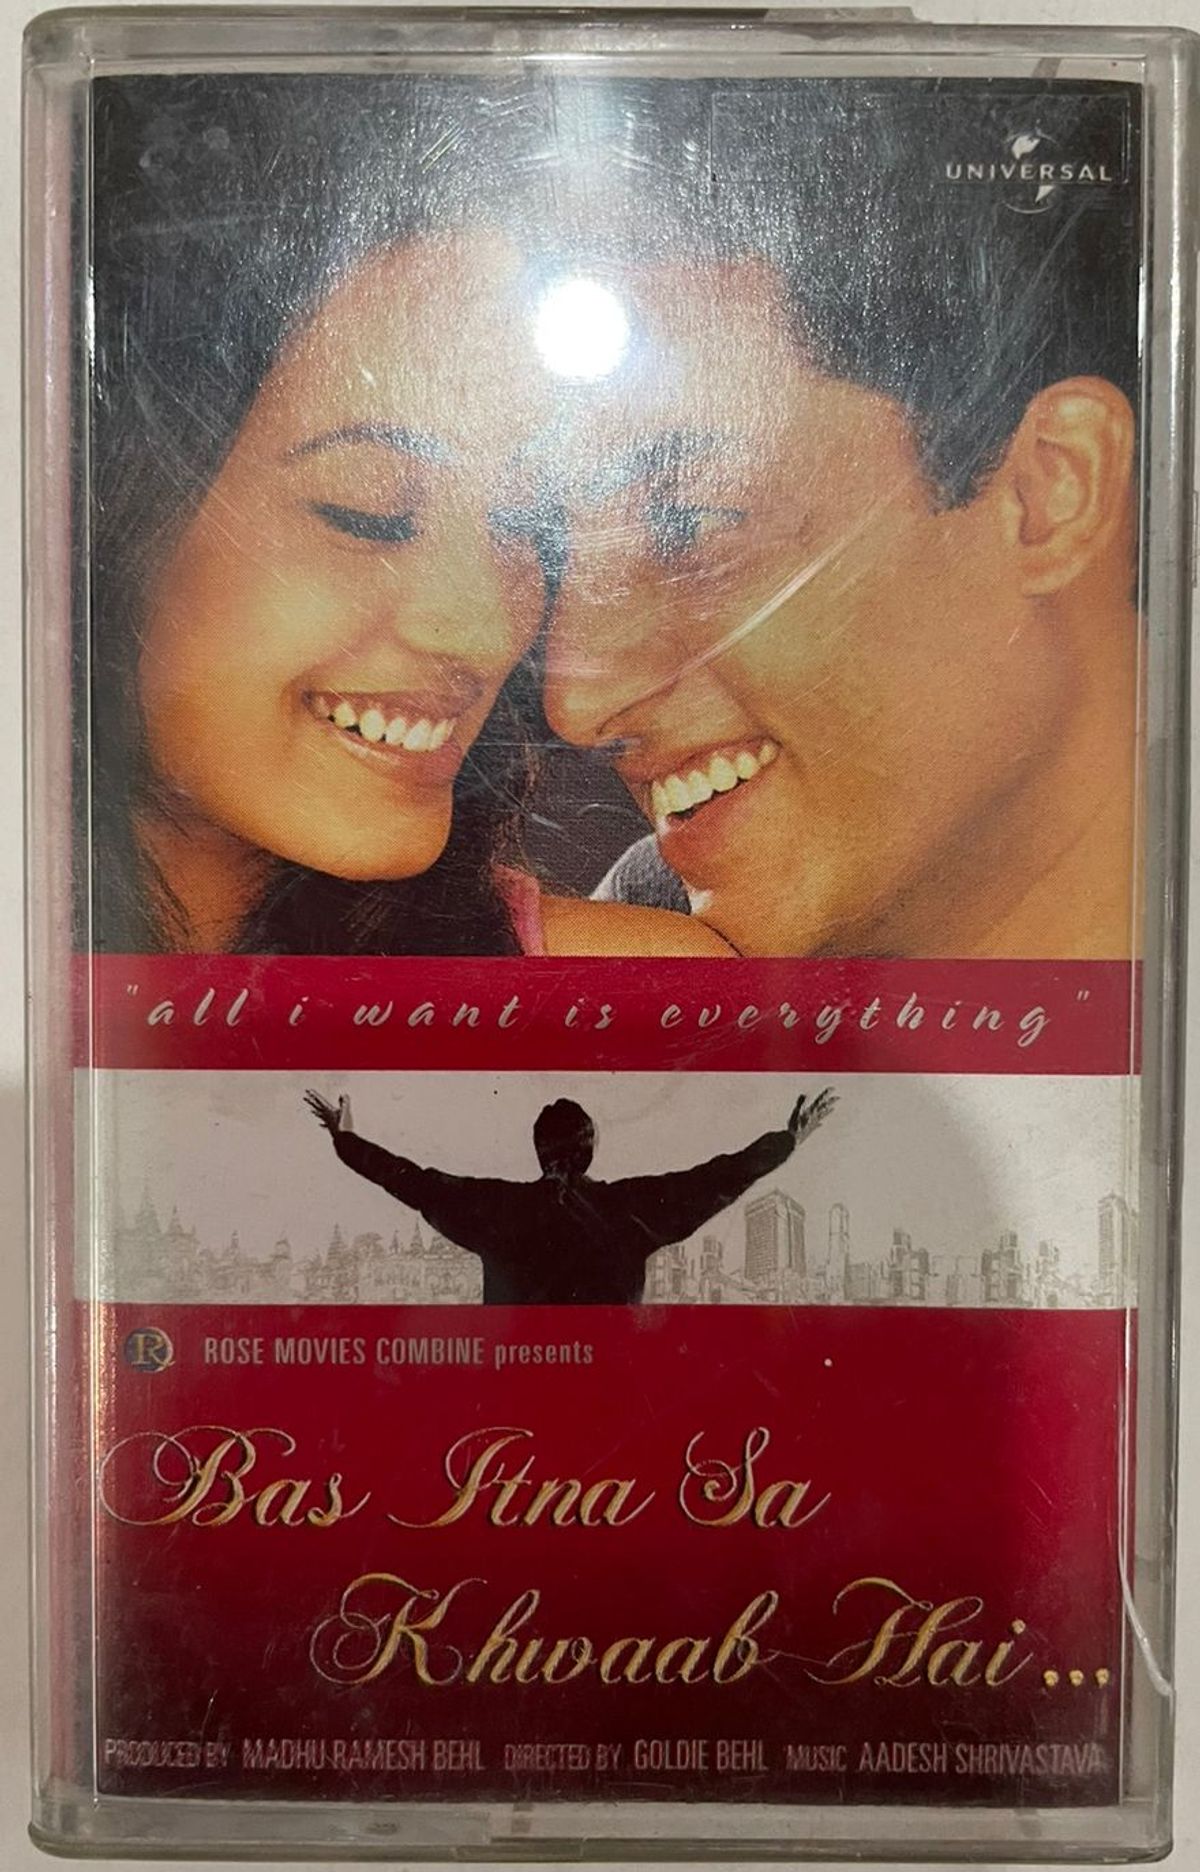 UNIVERSAL
"all i want is everything"
R ROSE MOVIES COMBINE presents
Bas Itna Sa
Khwaab Hai...
PRODUCED BY MADHU RAMESH BEHL DIRECTED BY GOLDIE BEHL MUSIC AADESH SHRIVASTAVA